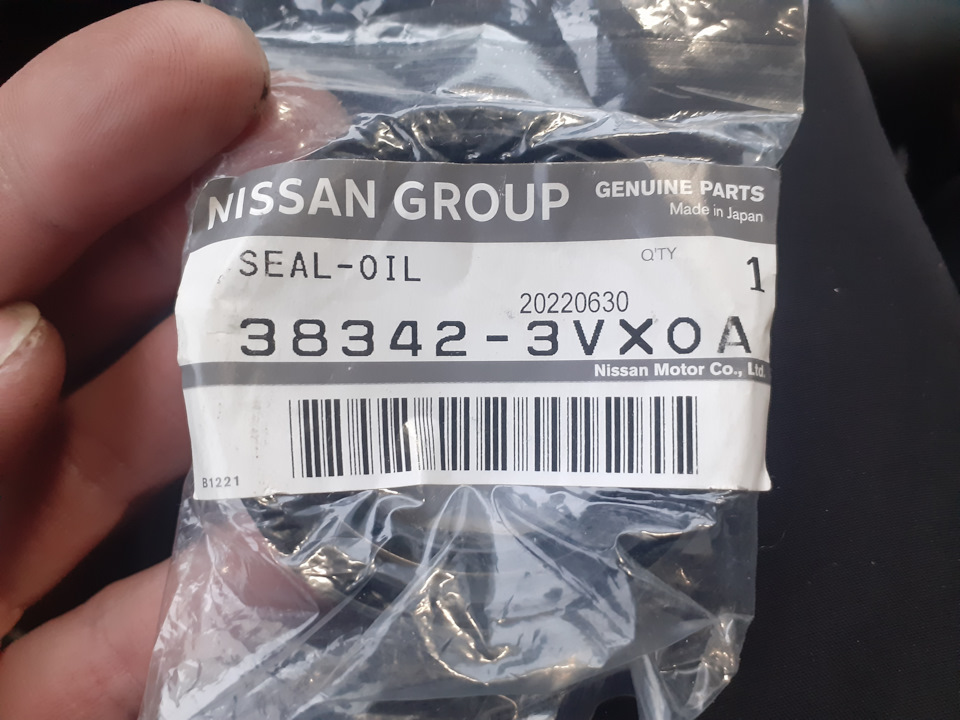 NISSAN GROUP GENUINE PARTS
Made in Japan
SEAL-OIL Q'TY 1
20220630
38342-3VX0A
Nissan Motor Co., Ltd.
B1221